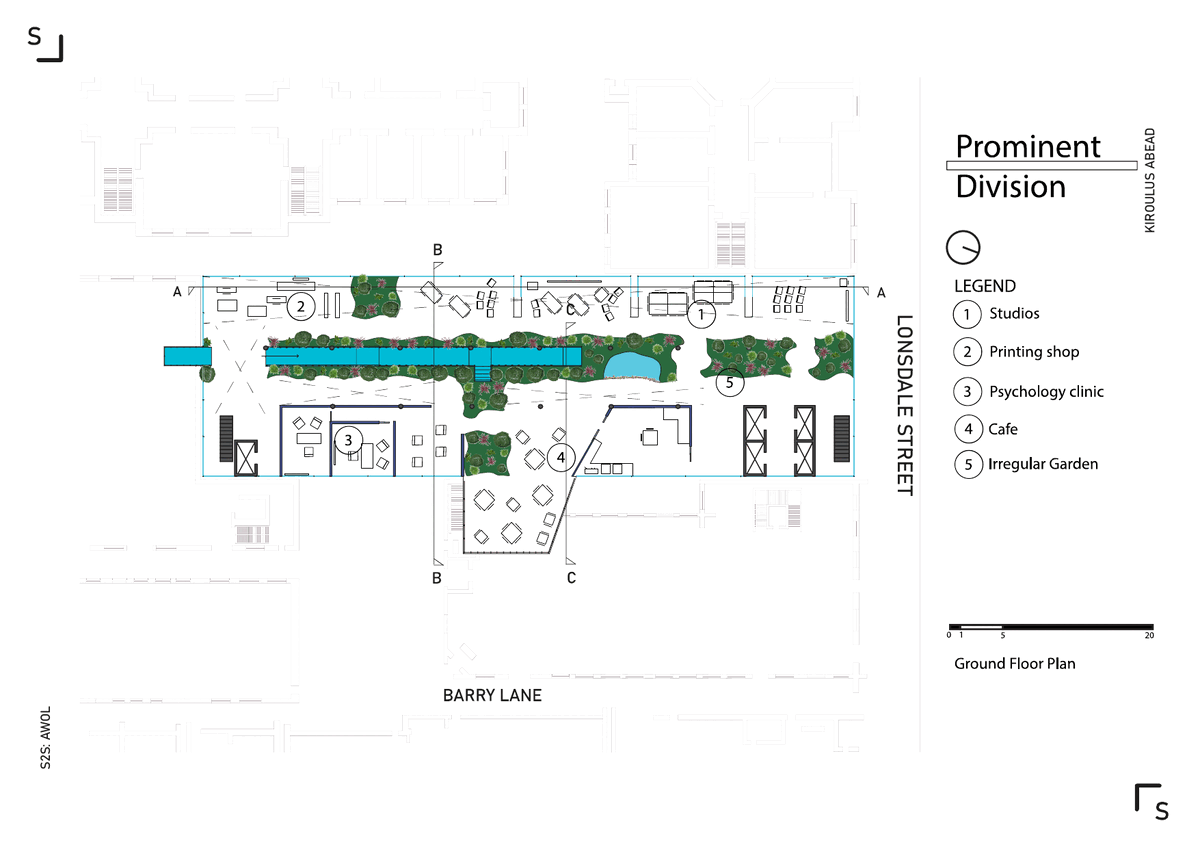 S
Prominent
Division
KIROULUS ABEAD
LEGEND
1 Studios
2 Printing shop
3 Psychology clinic
4 Cafe
5 Irregular Garden
B
A
A
2
1
C
5
3
4
B
C
LONSDALE STREET
BARRY LANE
0 1 5 20
Ground Floor Plan
S2S: AWOL
S